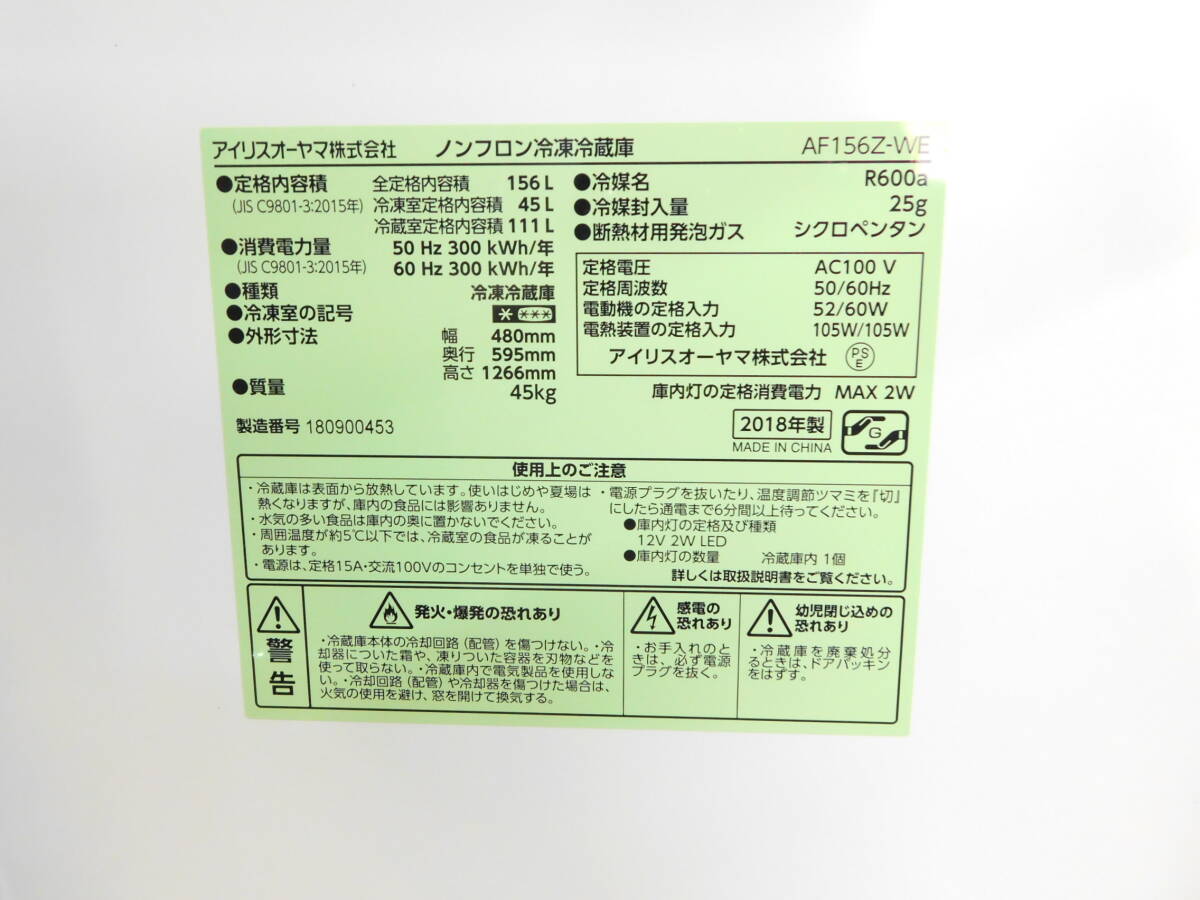 アイリスオーヤマ株式会社 ノンフロン冷凍冷蔵庫 AF156Z-WE
●定格内容積 全定格内容積 156 L
(JIS C9801-3:2015年) 冷凍室定格内容積 45 L
冷蔵室定格内容積 111 L
●消費電力量 50 Hz 300 kWh/年
(JIS C9801-3:2015年) 60 Hz 300 kWh/年
●種類 冷凍冷蔵庫
●冷凍室の記号
●外形寸法 幅 480mm
奥行 595mm
高さ 1266mm
●質量 45kg
製造番号 180900453
●冷媒名 R600a
●冷媒封入量 25g
●断熱材用発泡ガス シクロペンタン
定格電圧 AC100 V
定格周波数 50/60Hz
電動機の定格入力 52/60W
電熱装置の定格入力 105W/105W
アイリスオーヤマ株式会社 PSE
庫内灯の定格消費電力 MAX 2W
2018年製
MADE IN CHINA
G
使用上のご注意
・冷蔵庫は表面から放熱しています。使いはじめや夏場は
熱くなりますが、庫内の食品には影響ありません。
・水気の多い食品は庫内の奥に置かないでください。
・周囲温度が約5℃以下では、冷蔵室の食品が凍ることが
あります。
・電源は、定格15A・交流100Vのコンセントを単独で使う。
・電源プラグを抜いたり、温度調節ツマミを『切』
にしたら通電まで6分間以上待ってください。
●庫内灯の定格及び種類
12V 2W LED
●庫内灯の数量 冷蔵庫内 1個
詳しくは取扱説明書をご覧ください。
警告
発火・爆発の恐れあり
・冷蔵庫本体の冷却回路（配管）を傷つけない。・冷
却器についた霜や、凍りついた容器を刃物などを
使って取らない。・冷蔵庫内で電気製品を使用しな
い。・冷却回路（配管）や冷却器を傷つけた場合は、
火気の使用を避け、窓を開けて換気する。
感電の
恐れあり
・お手入れのと
きは、必ず電源
プラグを抜く。
幼児閉じ込めの
恐れあり
・冷蔵庫を廃棄処分
するときは、ドアパッキン
をはずす。